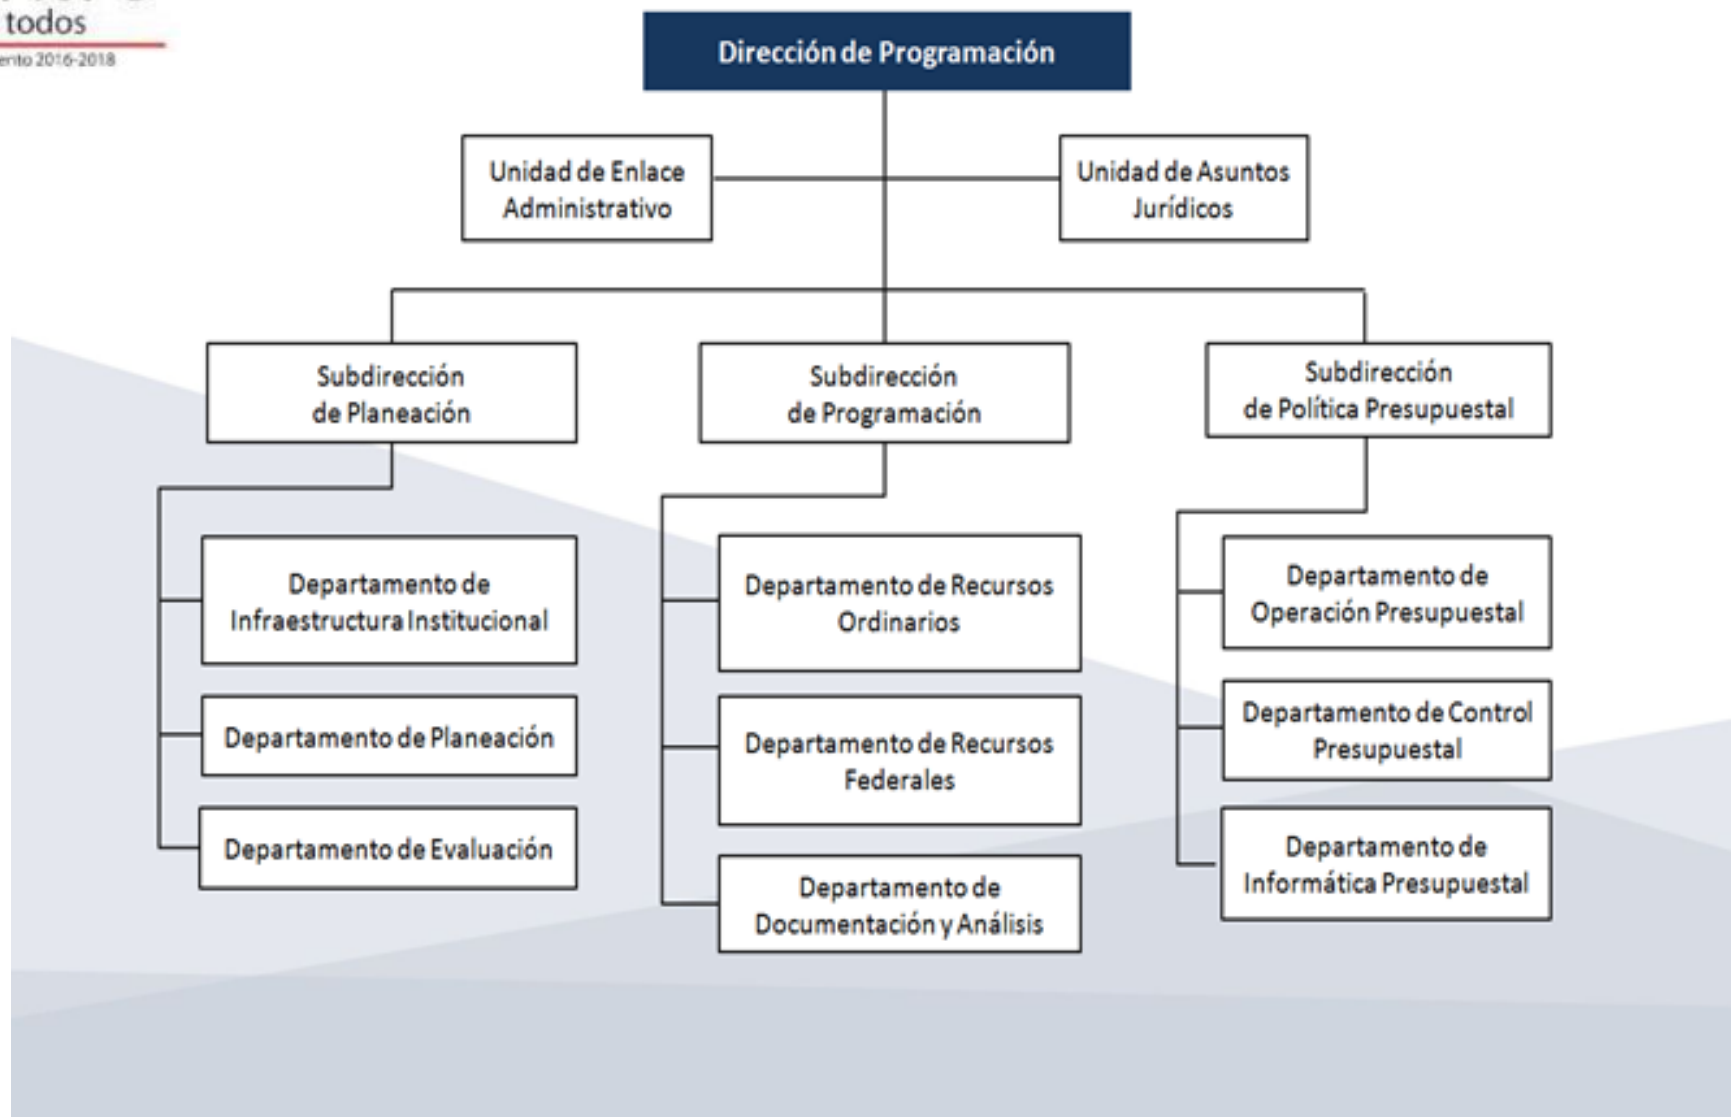 todos
2016-2018
Dirección de Programación
Unidad de Enlace
Administrativo
Unidad de Asuntos
Jurídicos
Subdirección
de Planeación
Subdirección
de Programación
Subdirección
de Política Presupuestal
Departamento de
Infraestructura Institucional
Departamento de Planeación
Departamento de Evaluación
Departamento de Recursos
Ordinarios
Departamento de Recursos
Federales
Departamento de
Documentación y Análisis
Departamento de
Operación Presupuestal
Departamento de Control
Presupuestal
Departamento de
Informática Presupuestal